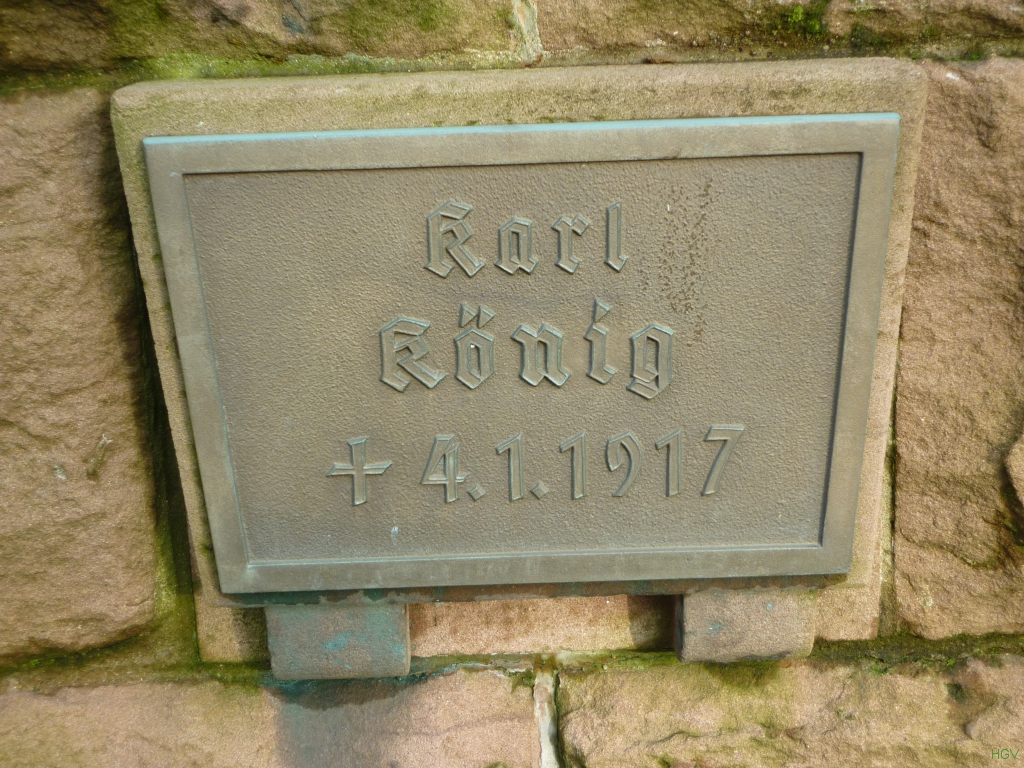 Karl
König
+ 4.1.1917
HGV